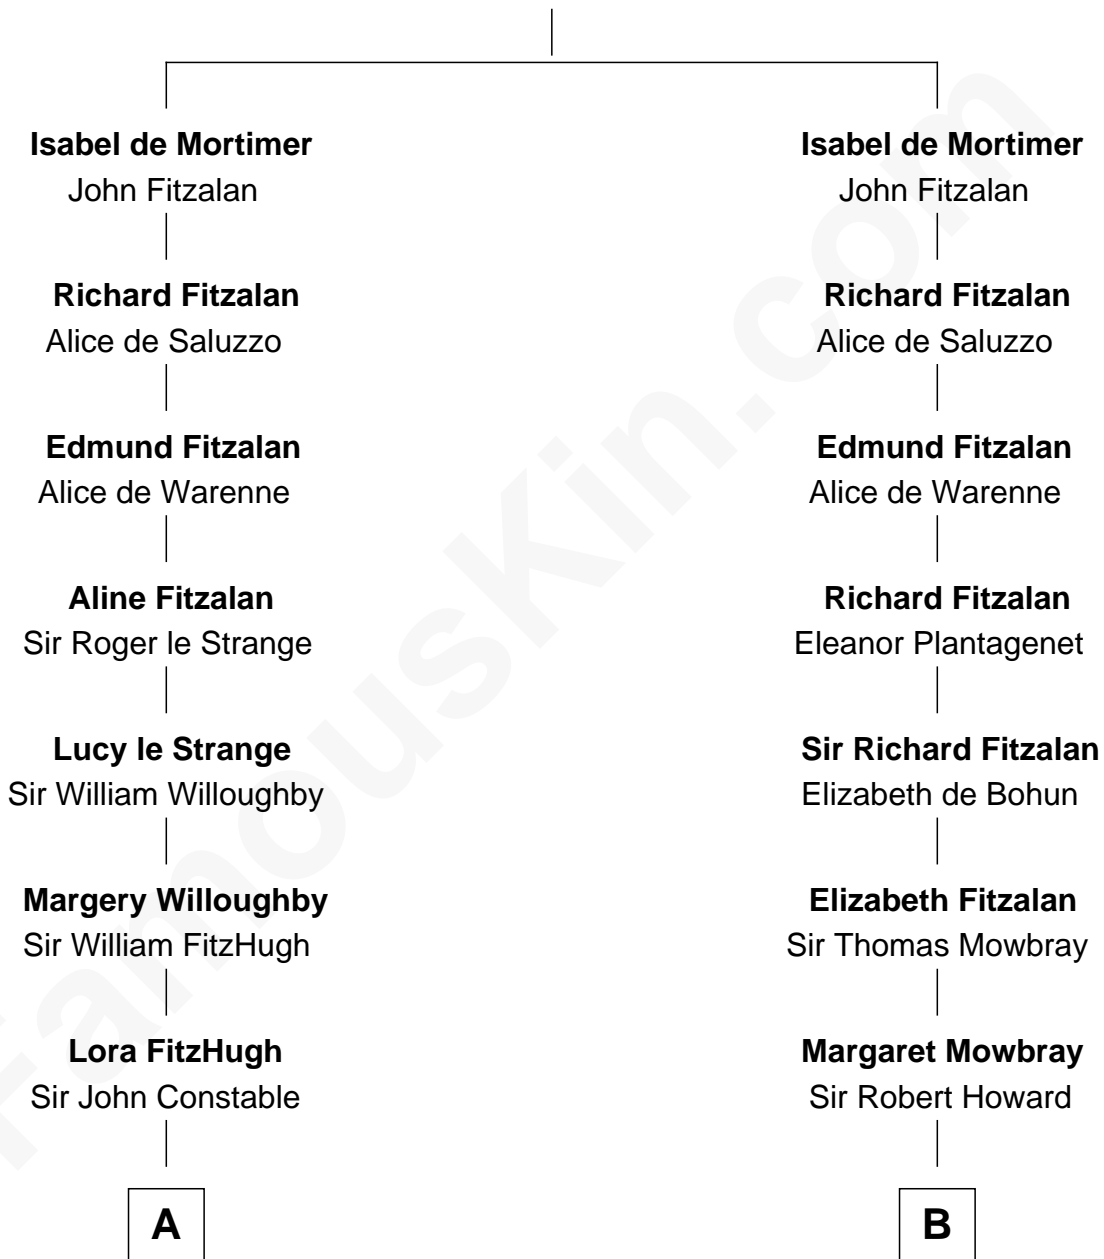 Isabel de Mortimer
John Fitzalan
Richard Fitzalan
Alice de Saluzzo
Edmund Fitzalan
Alice de Warenne
Aline Fitzalan
Sir Roger le Strange
Lucy le Strange
Sir William Willoughby
Margery Willoughby
Sir William FitzHugh
Lora FitzHugh
Sir John Constable
A
Isabel de Mortimer
John Fitzalan
Richard Fitzalan
Alice de Saluzzo
Edmund Fitzalan
Alice de Warenne
Richard Fitzalan
Eleanor Plantagenet
Sir Richard Fitzalan
Elizabeth de Bohun
Elizabeth Fitzalan
Sir Thomas Mowbray
Margaret Mowbray
Sir Robert Howard
B
FamousKin.com